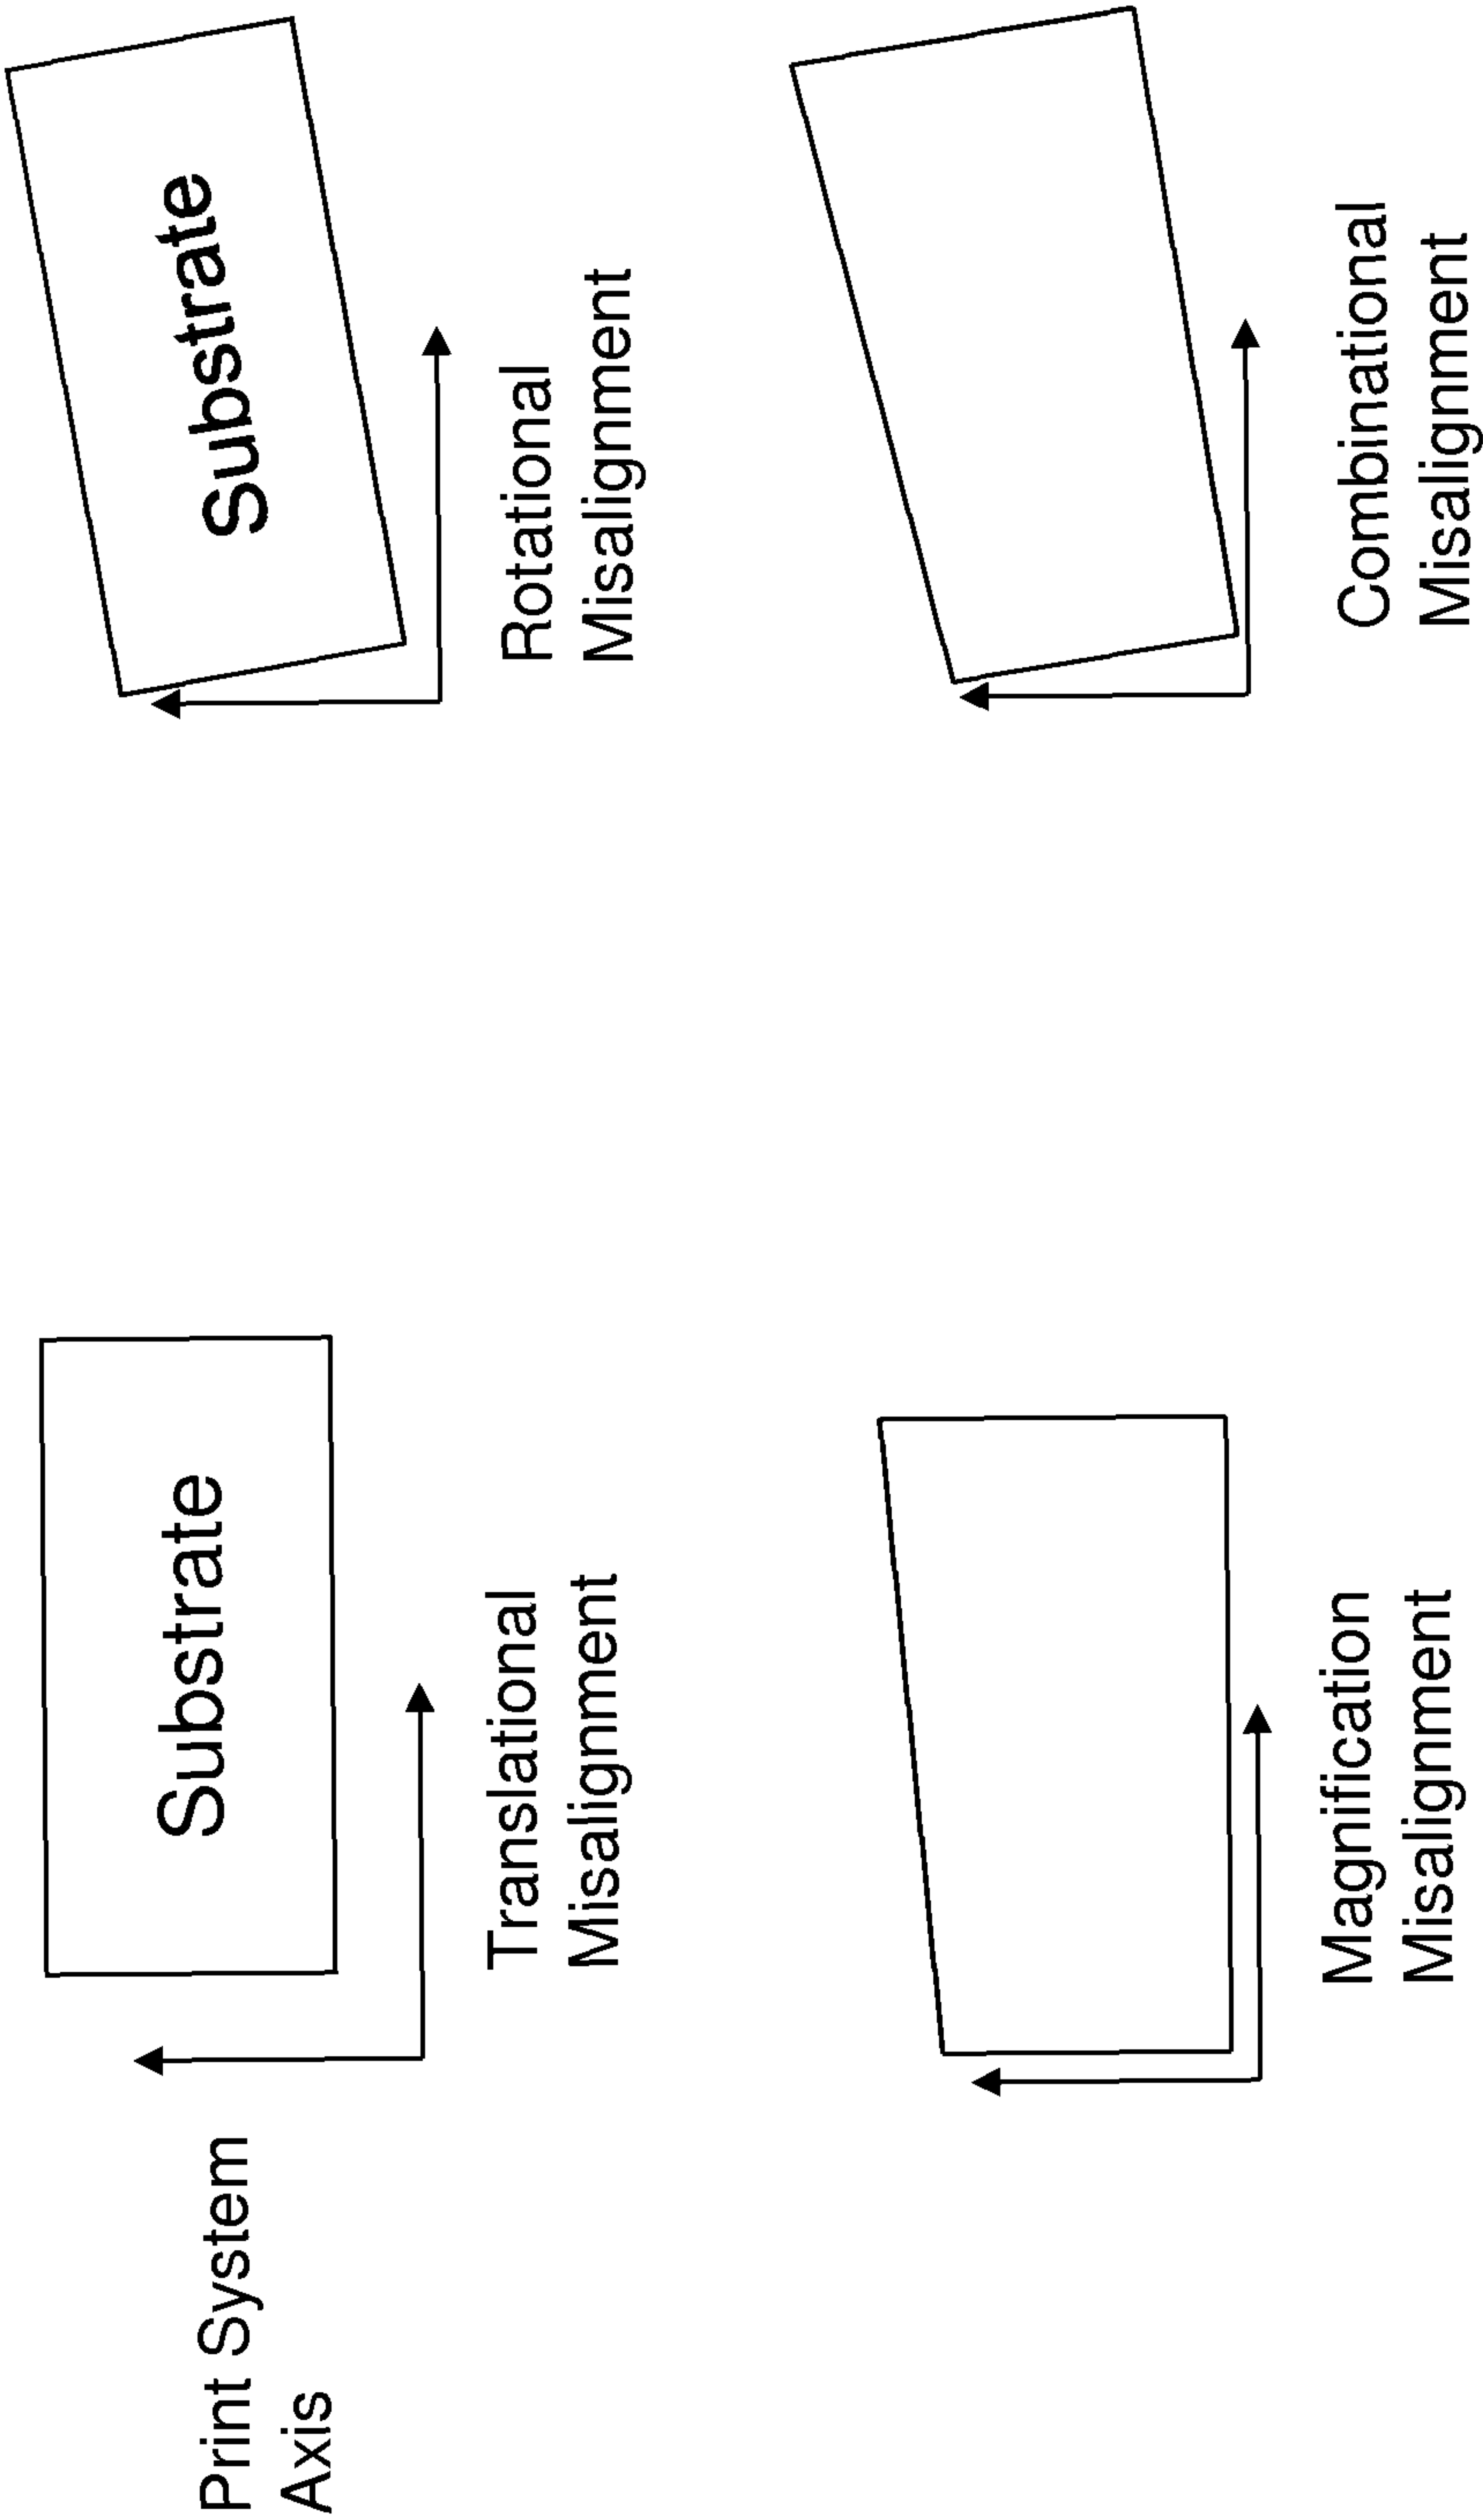 Print System
Axis
Substrate
Translational
Misalignment
Substrate
Rotational
Misalignment
Magnification
Misalignment
Combinational
Misalignment